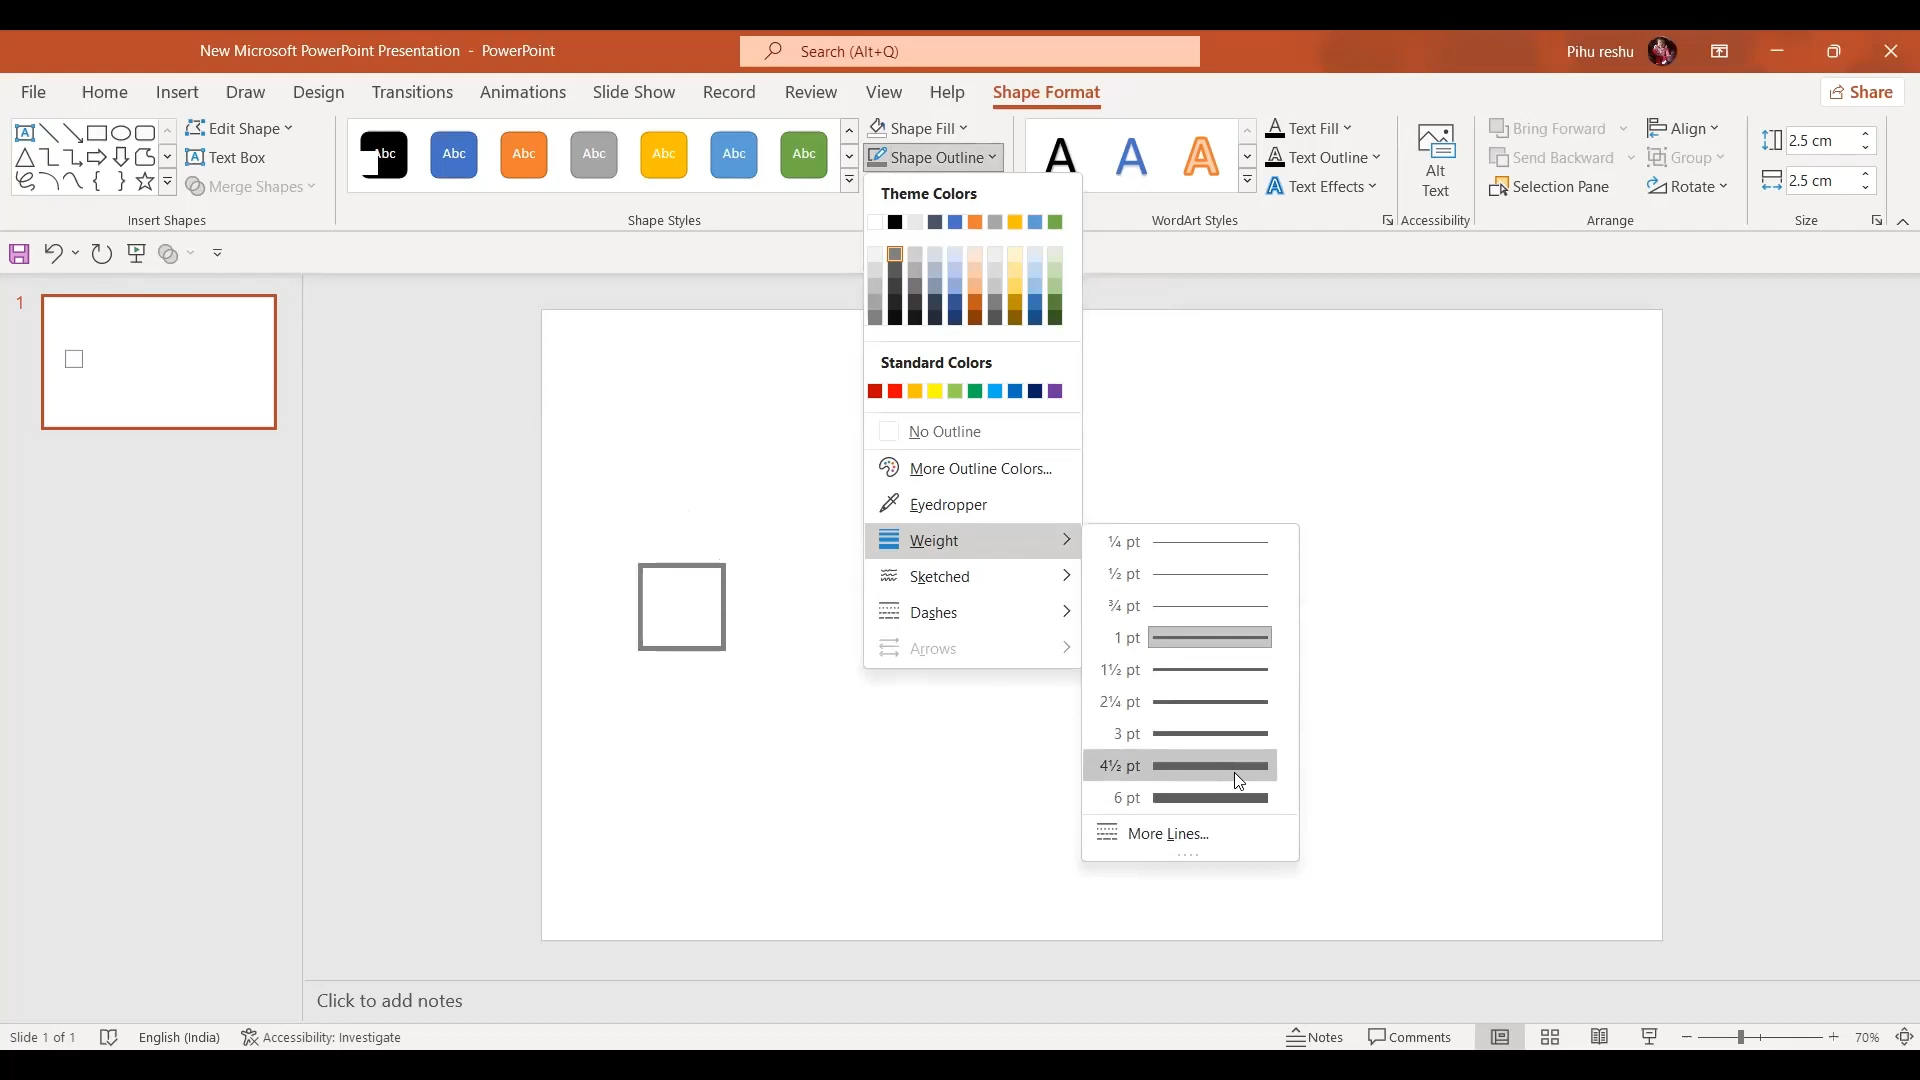 New Microsoft PowerPoint Presentation - PowerPoint
Search (Alt+Q)
Pihu reshu
File Home Insert Draw Design Transitions Animations Slide Show Record Review View Help Shape Format
Share
Edit Shape
Text Box
Merge Shapes
Insert Shapes
Abc Abc Abc Abc Abc Abc Abc
Shape Styles
Shape Fill
Shape Outline
A A A
Text Fill
Text Outline
Text Effects
WordArt Styles
Alt
Text
Accessibility
Bring Forward
Send Backward
Selection Pane
Align
Group
Rotate
Arrange
2.5 cm
2.5 cm
Size
Theme Colors
Standard Colors
No Outline
More Outline Colors...
Eyedropper
Weight
Sketched
Dashes
Arrows
¼ pt
½ pt
¾ pt
1 pt
1½ pt
2¼ pt
3 pt
4½ pt
6 pt
More Lines...
1
Click to add notes
Slide 1 of 1 English (India) Accessibility: Investigate Notes Comments 70%